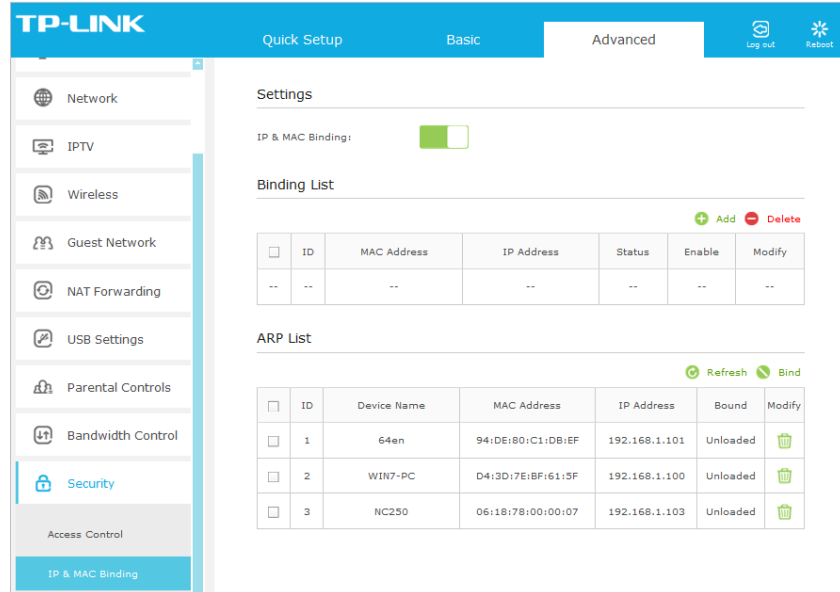 TP-LINK
Quick Setup Basic Advanced Log out Reboot
Network
IPTV
Wireless
Guest Network
NAT Forwarding
USB Settings
Parental Controls
Bandwidth Control
Security
Access Control
IP & MAC Binding
Settings
IP & MAC Binding:
Binding List
Add Delete
ID MAC Address IP Address Status Enable Modify
-- -- -- -- -- -- --
ARP List
Refresh Bind
ID Device Name MAC Address IP Address Bound Modify
1 64en 94:DE:80:C1:DB:EF 192.168.1.101 Unloaded
2 WIN7-PC D4:3D:7E:BF:61:5F 192.168.1.100 Unloaded
3 NC250 06:18:78:00:00:07 192.168.1.103 Unloaded